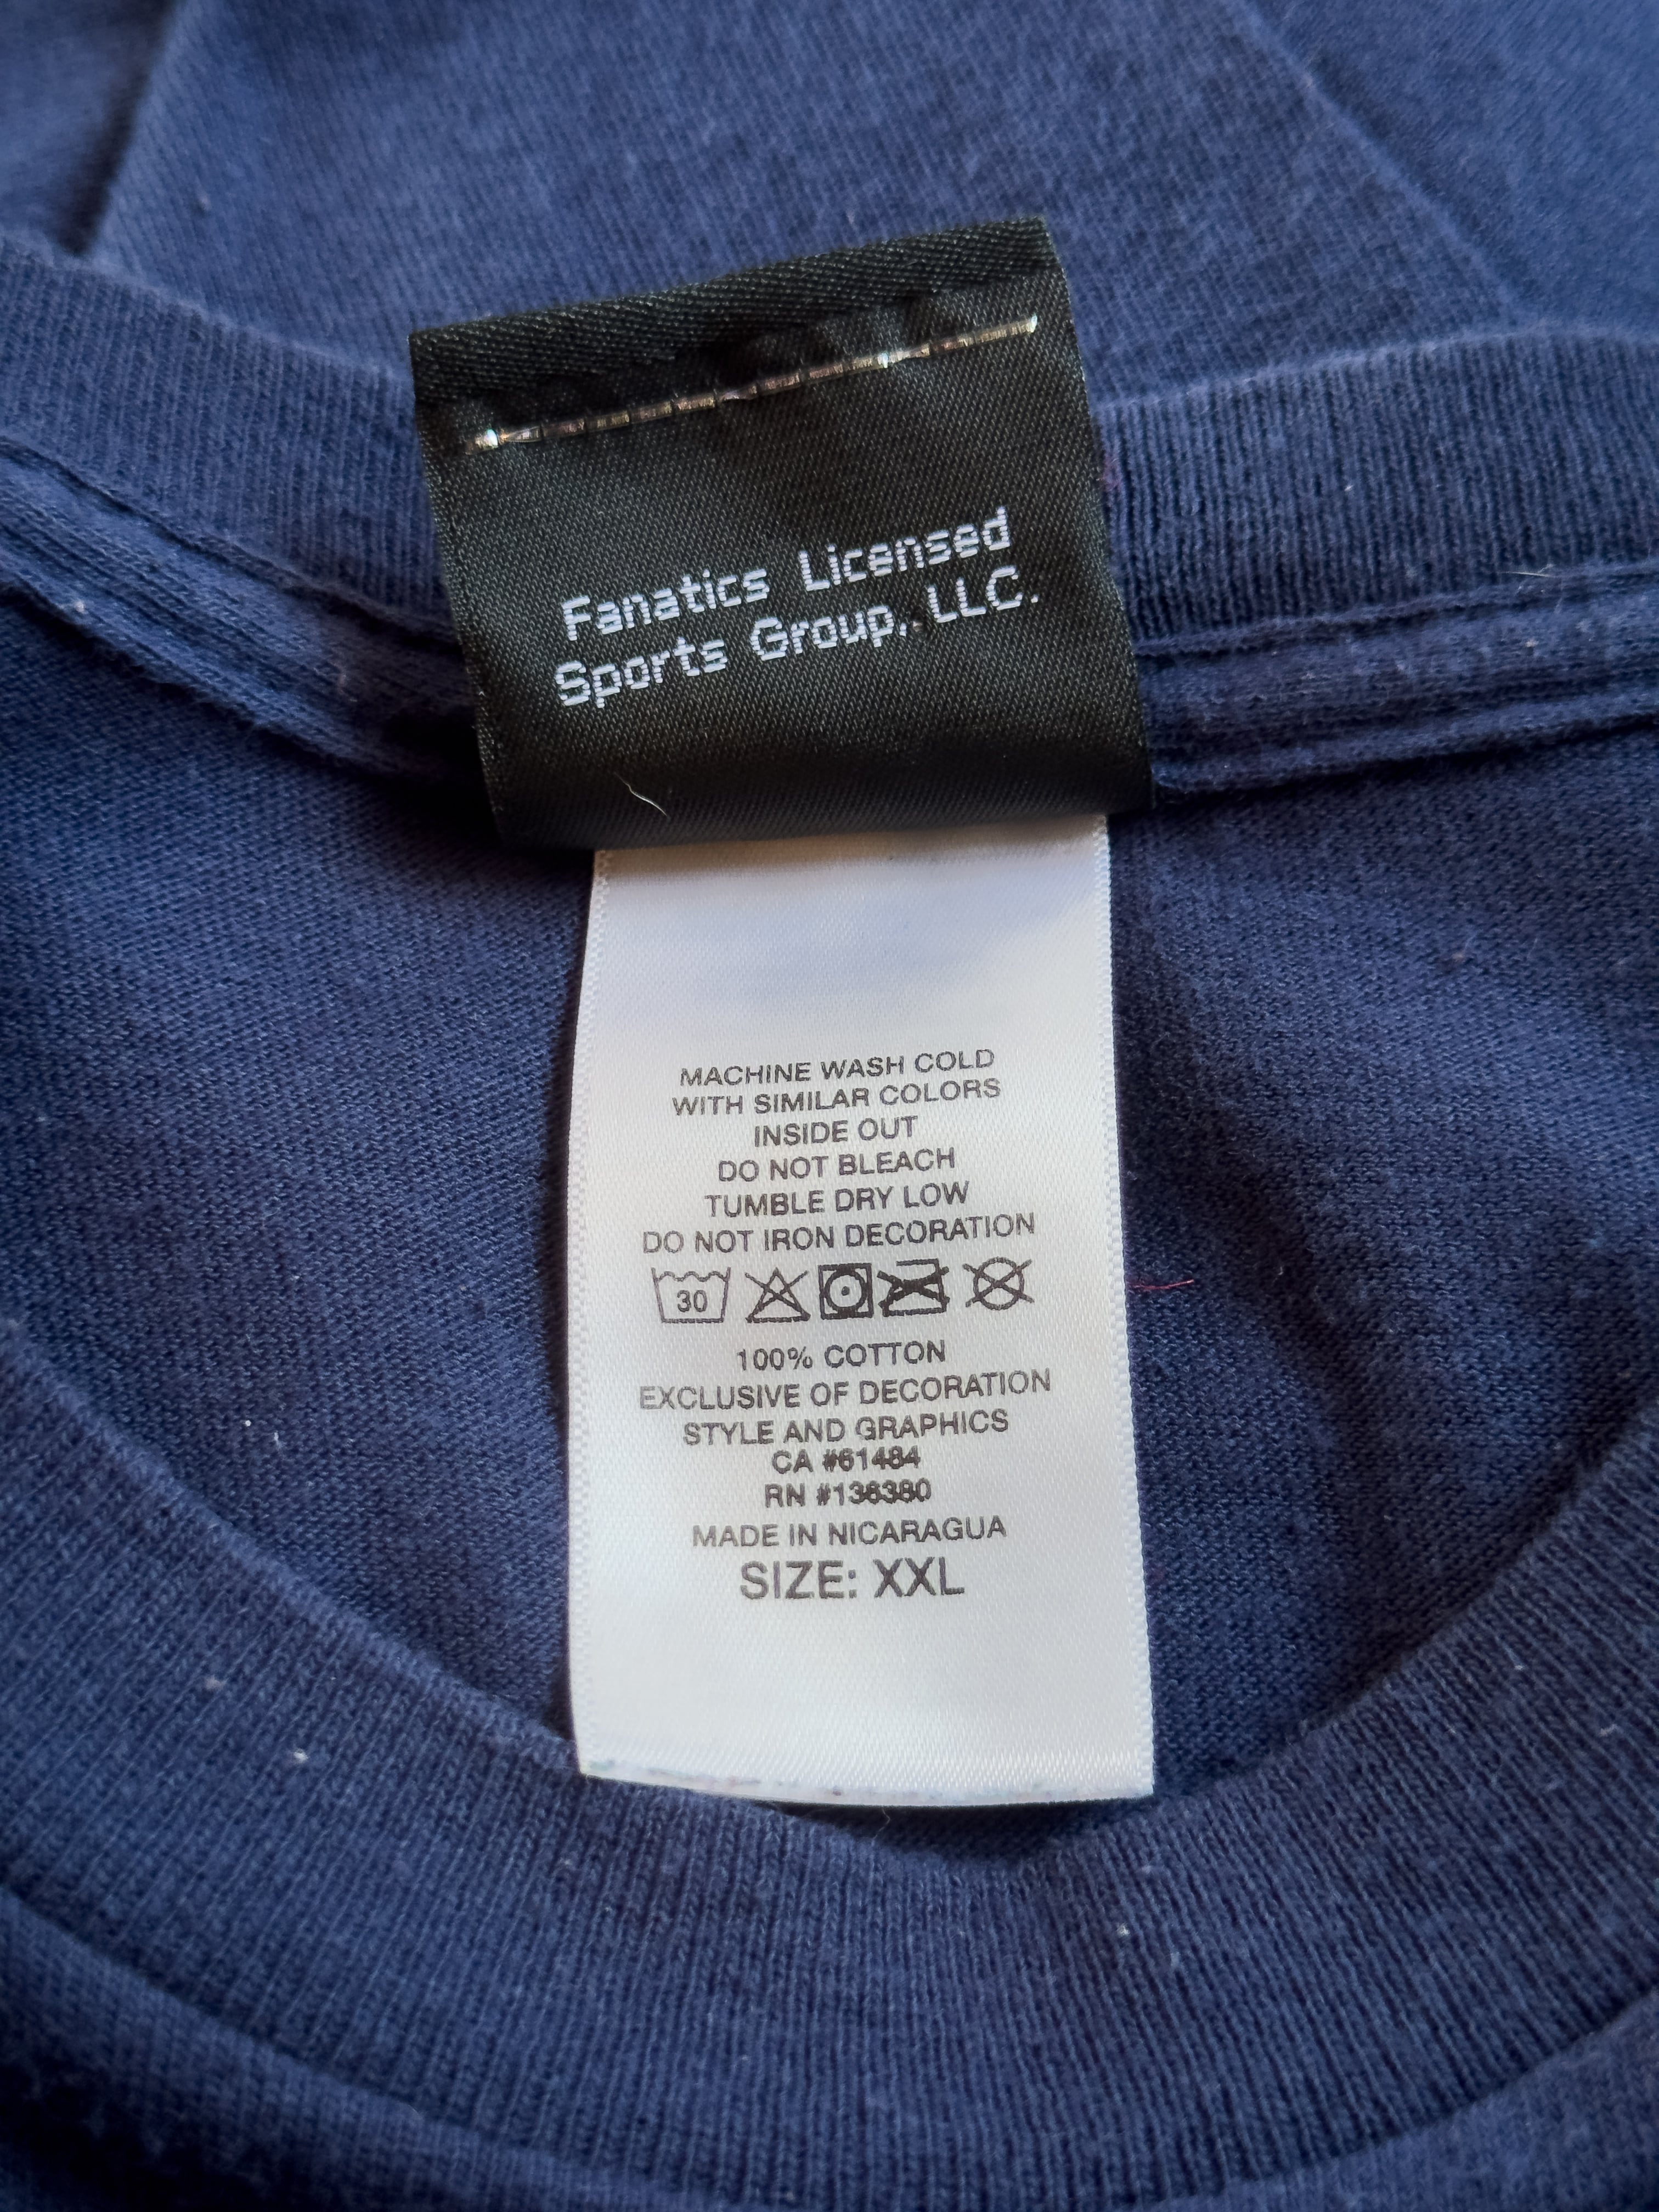 Fanatics Licensed
Sports Group, LLC.
MACHINE WASH COLD
WITH SIMILAR COLORS
INSIDE OUT
DO NOT BLEACH
TUMBLE DRY LOW
DO NOT IRON DECORATION
30
100% COTTON
EXCLUSIVE OF DECORATION
STYLE AND GRAPHICS
CA #61484
RN #136380
MADE IN NICARAGUA
SIZE: XXL